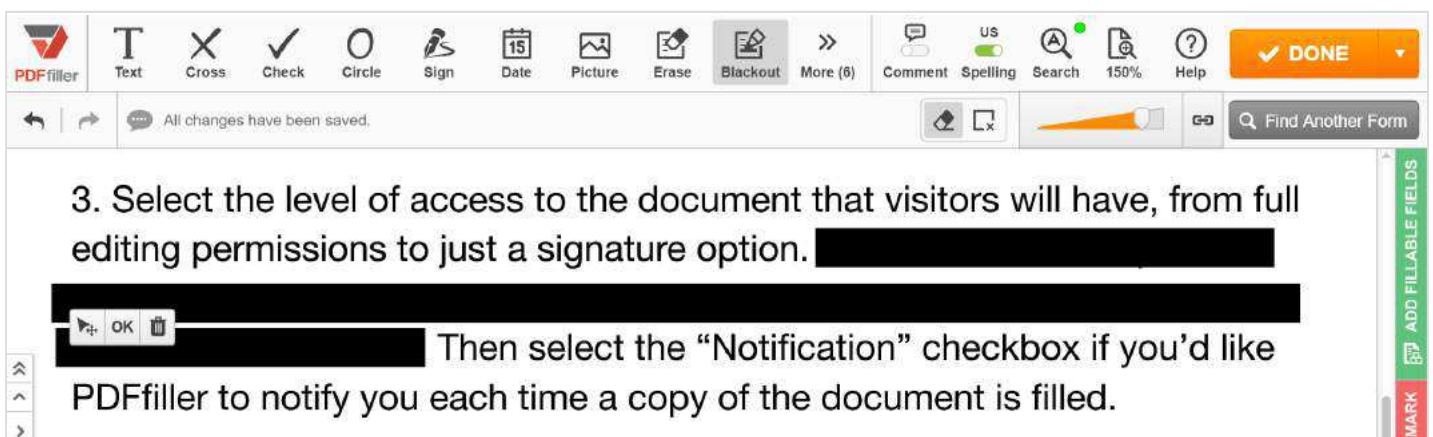 PDFfiller
Text
Cross
Check
Circle
Sign
15
Date
Picture
Erase
Blackout
More (6)
Comment
US
Spelling
A
Search
150%
?
Help
DONE
All changes have been saved.
Find Another Form
3. Select the level of access to the document that visitors will have, from full
editing permissions to just a signature option.
OK
Then select the “Notification” checkbox if you’d like
PDFfiller to notify you each time a copy of the document is filled.
ADD FILLABLE FIELDS
MARK